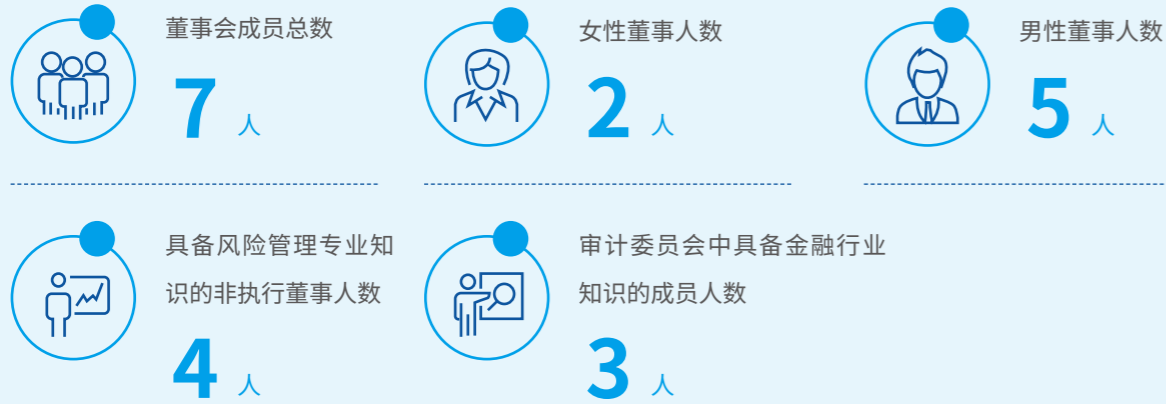 董事会成员总数
7 人
女性董事人数
2 人
男性董事人数
5 人
具备风险管理专业知
识的非执行董事人数
4 人
审计委员会中具备金融行业
知识的成员人数
3 人